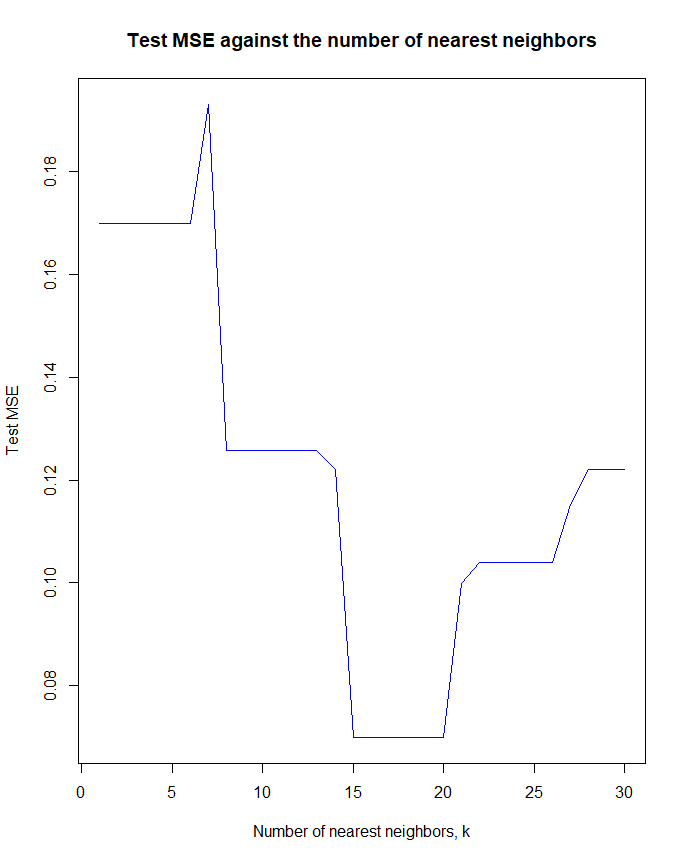 Test MSE against the number of nearest neighbors
0.18
0.16
0.14
0.12
0.10
0.08
Test MSE
0 5 10 15 20 25 30
Number of nearest neighbors, k